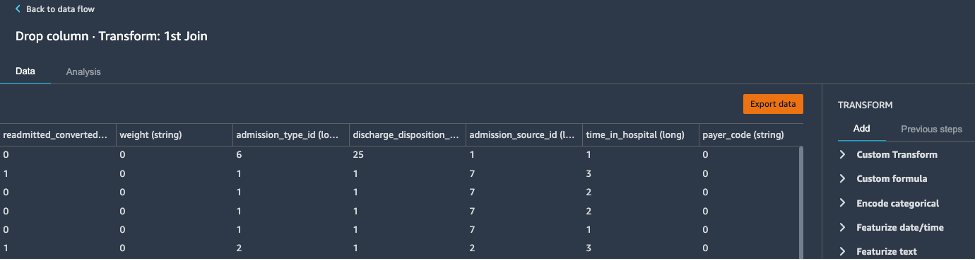 Back to data flow
Drop column · Transform: 1st Join
Data Analysis
Export data
TRANSFORM
Add Previous steps
readmitted_converted... weight (string) admission_type_id (lo... discharge_disposition_... admission_source_id (l... time_in_hospital (long) payer_code (string)
0 0 6 25 1 1 0
1 0 1 1 7 3 0
0 0 1 1 7 2 0
0 0 1 1 7 2 0
0 0 1 1 7 1 0
1 0 2 1 2 3 0
Custom Transform
Custom formula
Encode categorical
Featurize date/time
Featurize text